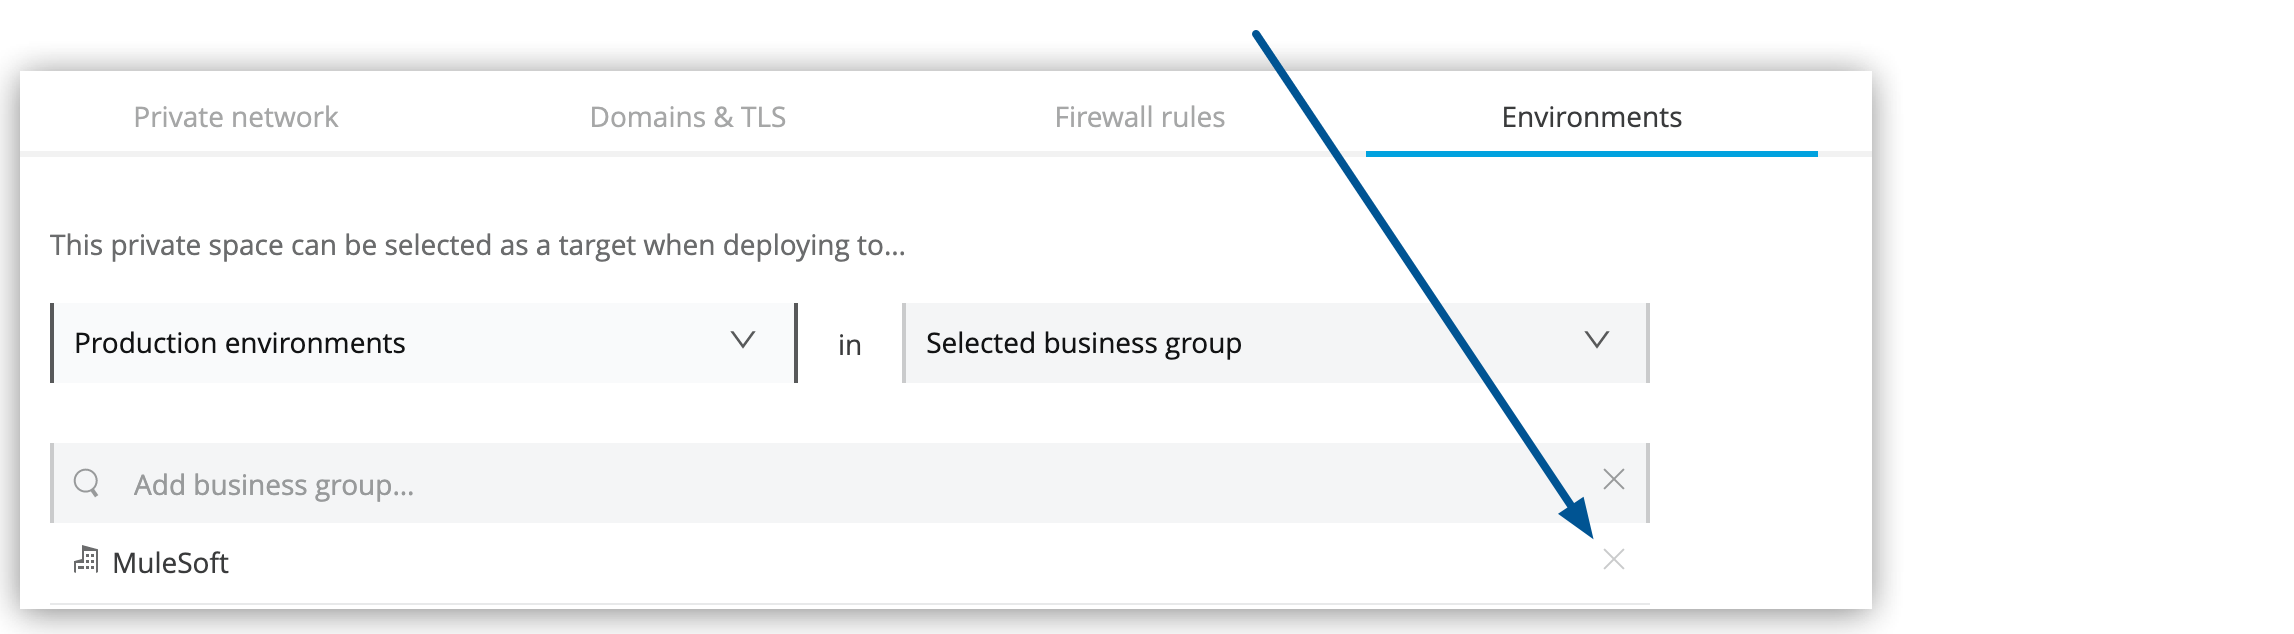 Private network Domains & TLS Firewall rules Environments
This private space can be selected as a target when deploying to...
Production environments in Selected business group
Add business group...
MuleSoft